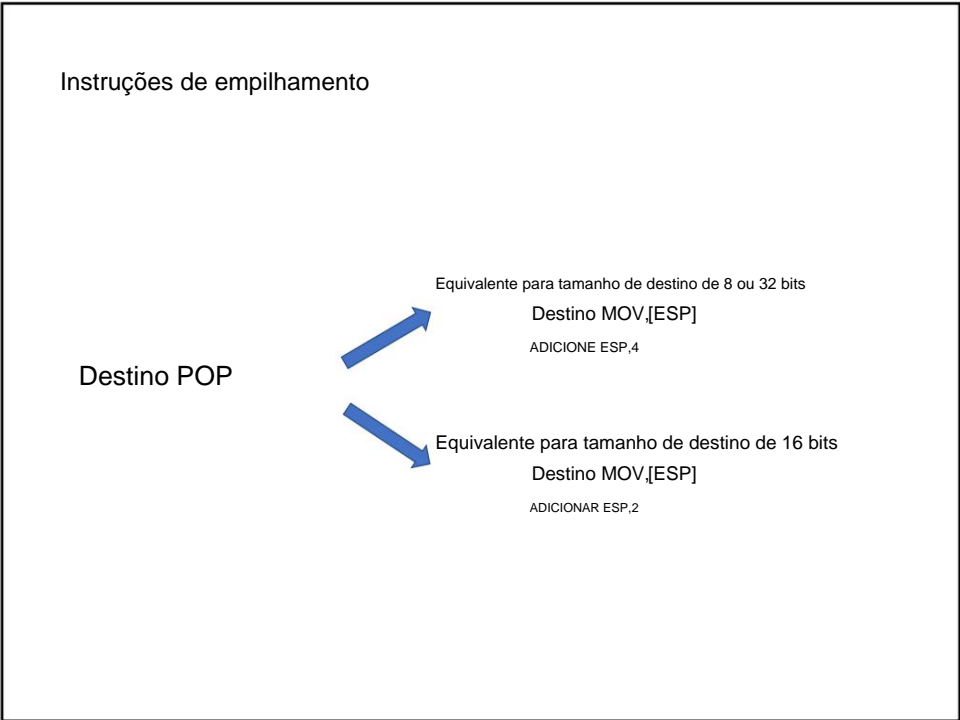 Instruções de empilhamento
Equivalente para tamanho de destino de 8 ou 32 bits
Destino MOV,[ESP]
ADICIONE ESP,4
Destino POP
Equivalente para tamanho de destino de 16 bits
Destino MOV,[ESP]
ADICIONAR ESP,2